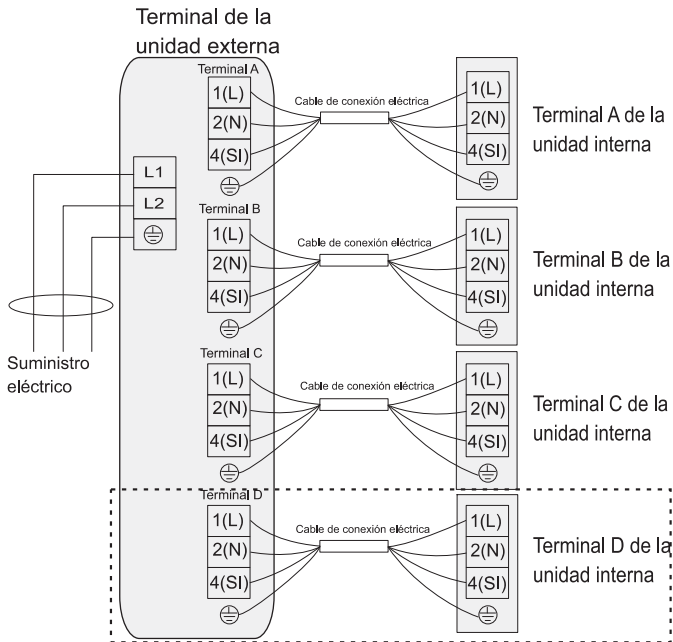 Terminal de la
unidad externa
Terminal A
1(L)
2(N)
4(SI)
Cable de conexión eléctrica
1(L)
2(N)
4(SI)
Terminal A de la
unidad interna
L1
L2
Terminal B
1(L)
2(N)
4(SI)
Cable de conexión eléctrica
1(L)
2(N)
4(SI)
Terminal B de la
unidad interna
Suministro
eléctrico
Terminal C
1(L)
2(N)
4(SI)
Cable de conexión eléctrica
1(L)
2(N)
4(SI)
Terminal C de la
unidad interna
Terminal D
1(L)
2(N)
4(SI)
Cable de conexión eléctrica
1(L)
2(N)
4(SI)
Terminal D de la
unidad interna